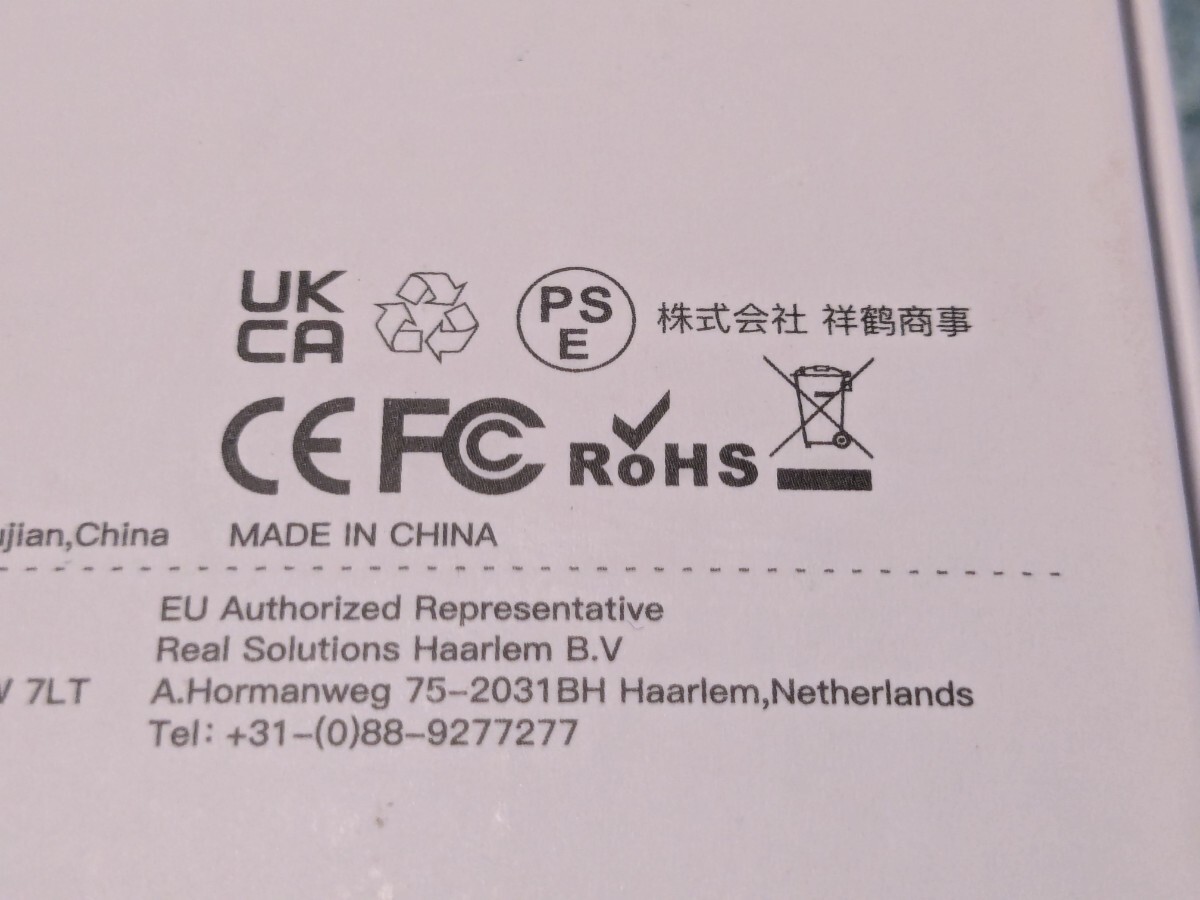 UK
CA
PS
E
株式会社 祥鶴商事
CE FC RoHS
ujian,China MADE IN CHINA
EU Authorized Representative
Real Solutions Haarlem B.V
7LT A.Hormanweg 75-2031BH Haarlem,Netherlands
Tel: +31-(0)88-9277277